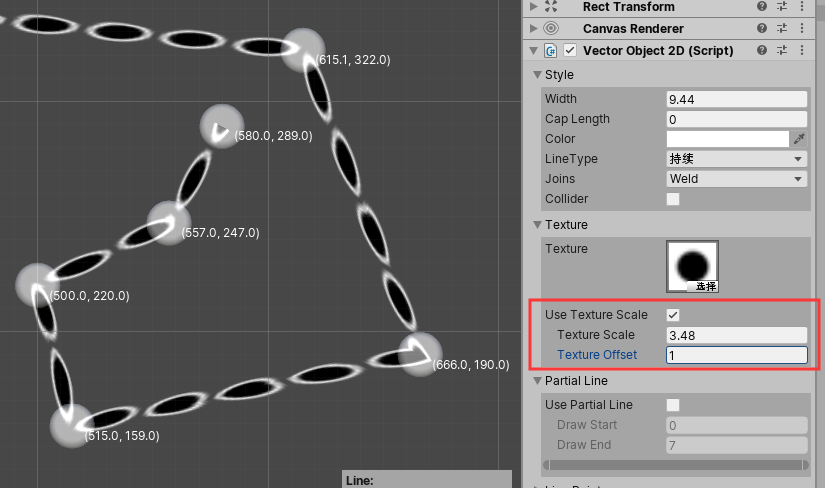 (615.1, 322.0)
(580.0, 289.0)
(557.0, 247.0)
(500.0, 220.0)
(666.0, 190.0)
(515.0, 159.0)
Line:
Rect Transform
Canvas Renderer
Vector Object 2D (Script)
Style
Width 9.44
Cap Length 0
Color
LineType 持续
Joins Weld
Collider
Texture
Texture
选择
Use Texture Scale
Texture Scale 3.48
Texture Offset 1
Partial Line
Use Partial Line
Draw Start 0
Draw End 7